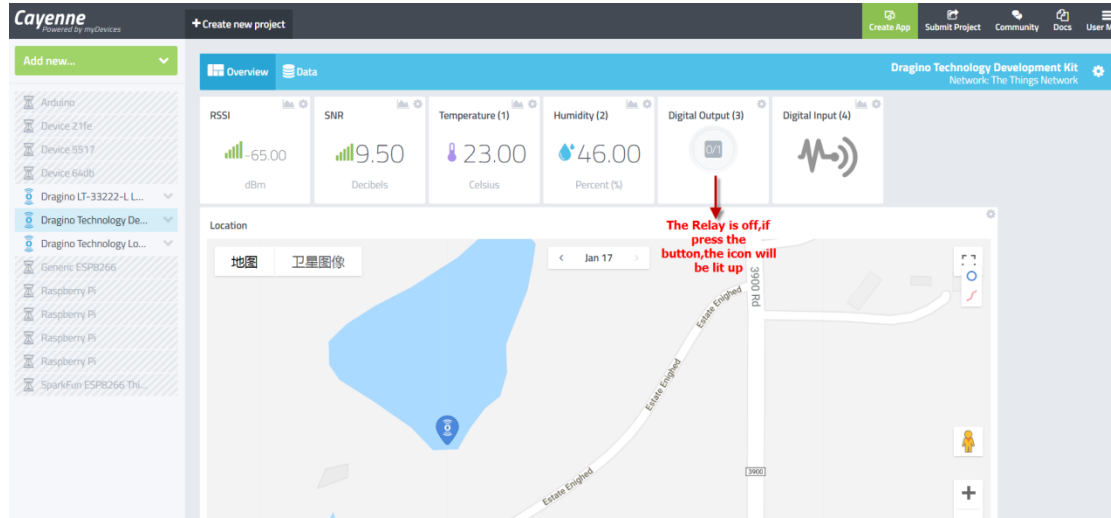 Cayenne
Powered by myDevices
+ Create new project
Create App
Submit Project
Community
Docs
User M
Add new...
Overview
Data
Dragino Technology Development Kit
Network: The Things Network
Arduino
Device 21fe
Device 5517
Device 64db
Dragino LT-33222-L L...
Dragino Technology De...
Dragino Technology Lo...
Generic ESP8266
Raspberry Pi
Raspberry Pi
Raspberry Pi
Raspberry Pi
SparkFun ESP8266 Thi...
RSSI
-65.00
dBm
SNR
9.50
Decibels
Temperature (1)
23.00
Celsius
Humidity (2)
46.00
Percent (%)
Digital Output (3)
0/1
Digital Input (4)
The Relay is off,if
press the
button,the icon will
be lit up
Location
地图
卫星图像
< Jan 17 >
3900 Rd
Estate Enighed
Estate Enighed
Estate Enighed
3900
+